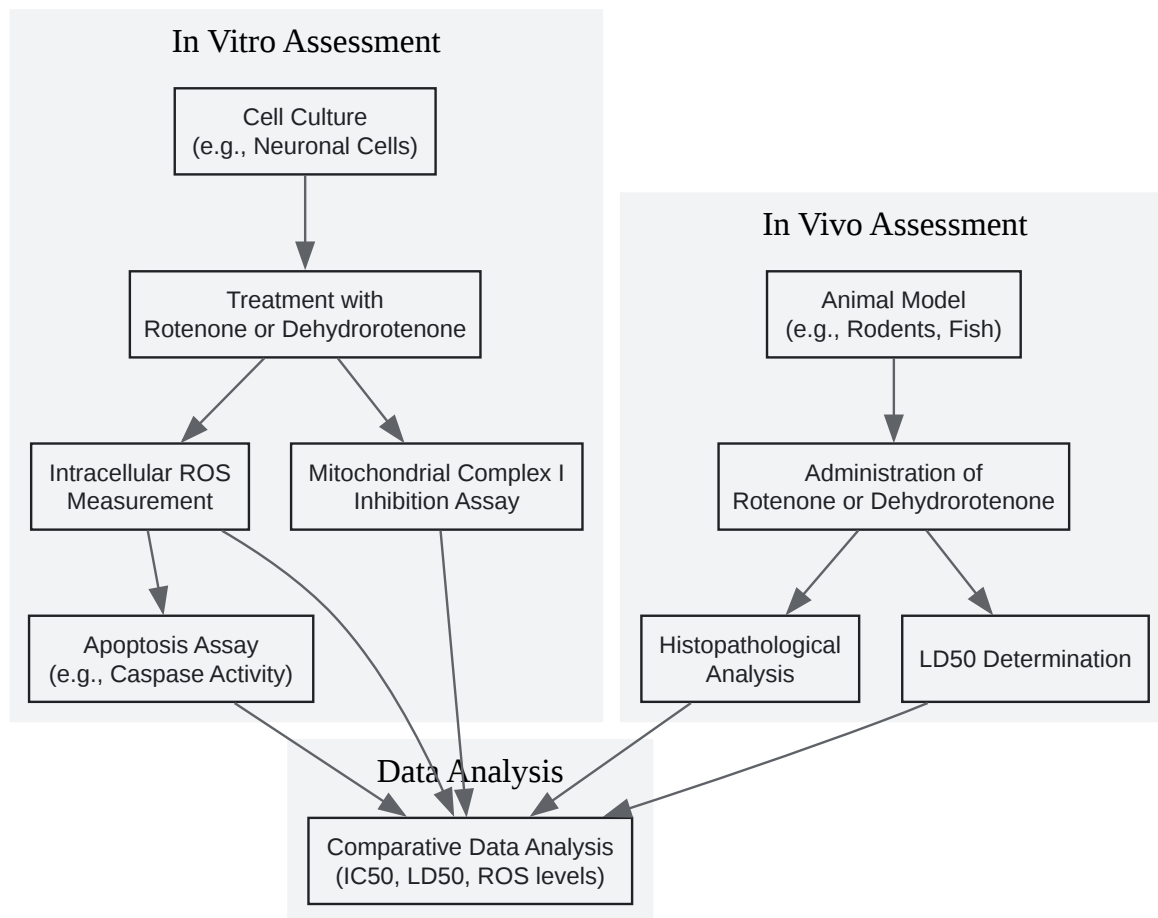 In Vitro Assessment
Cell Culture
(e.g., Neuronal Cells)
Treatment with
Rotenone or Dehydrorotenone
Intracellular ROS
Measurement
Mitochondrial Complex I
Inhibition Assay
Apoptosis Assay
(e.g., Caspase Activity)
In Vivo Assessment
Animal Model
(e.g., Rodents, Fish)
Administration of
Rotenone or Dehydrorotenone
Histopathological
Analysis
LD50 Determination
Data Analysis
Comparative Data Analysis
(IC50, LD50, ROS levels)